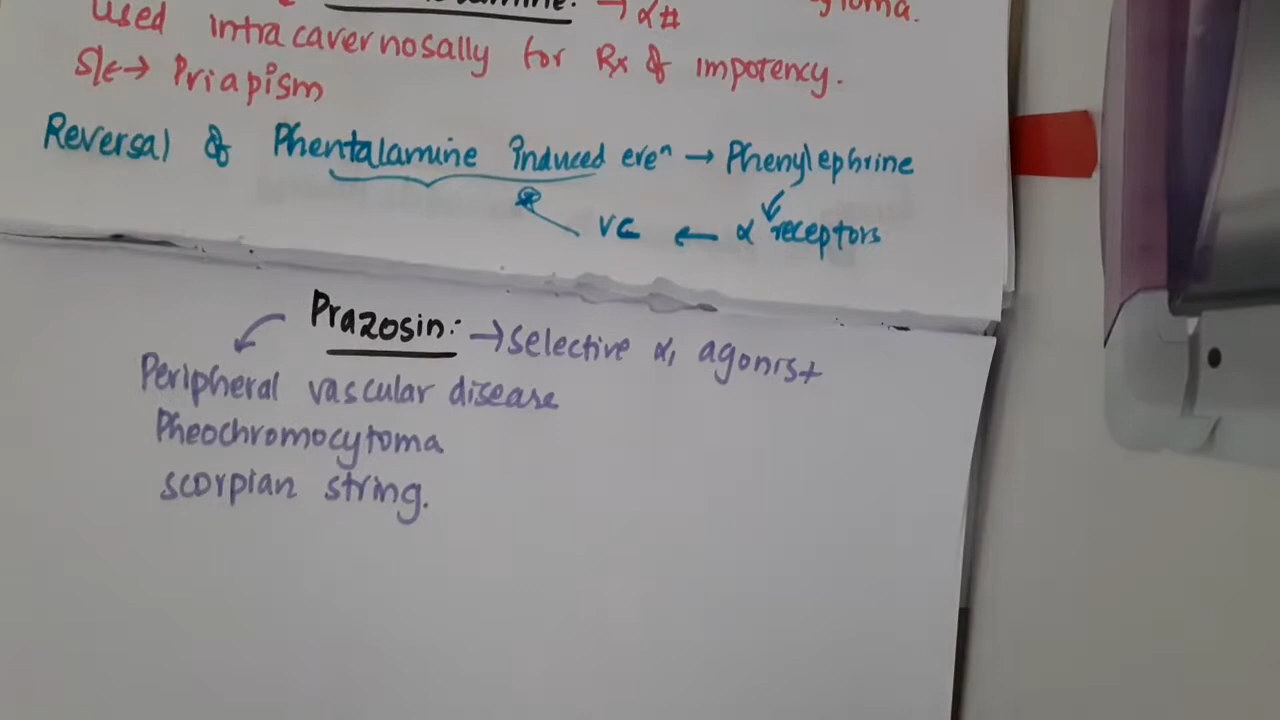 α#
Used intracavernosally for Rx of impotency.
S/E → Priapism
Reversal of Phentalamine induced ereⁿ → Phenylephrine
VC ← α receptors
Prazosin: → selective α₁ agonist
Peripheral vascular disease
Pheochromocytoma
scorpian string.